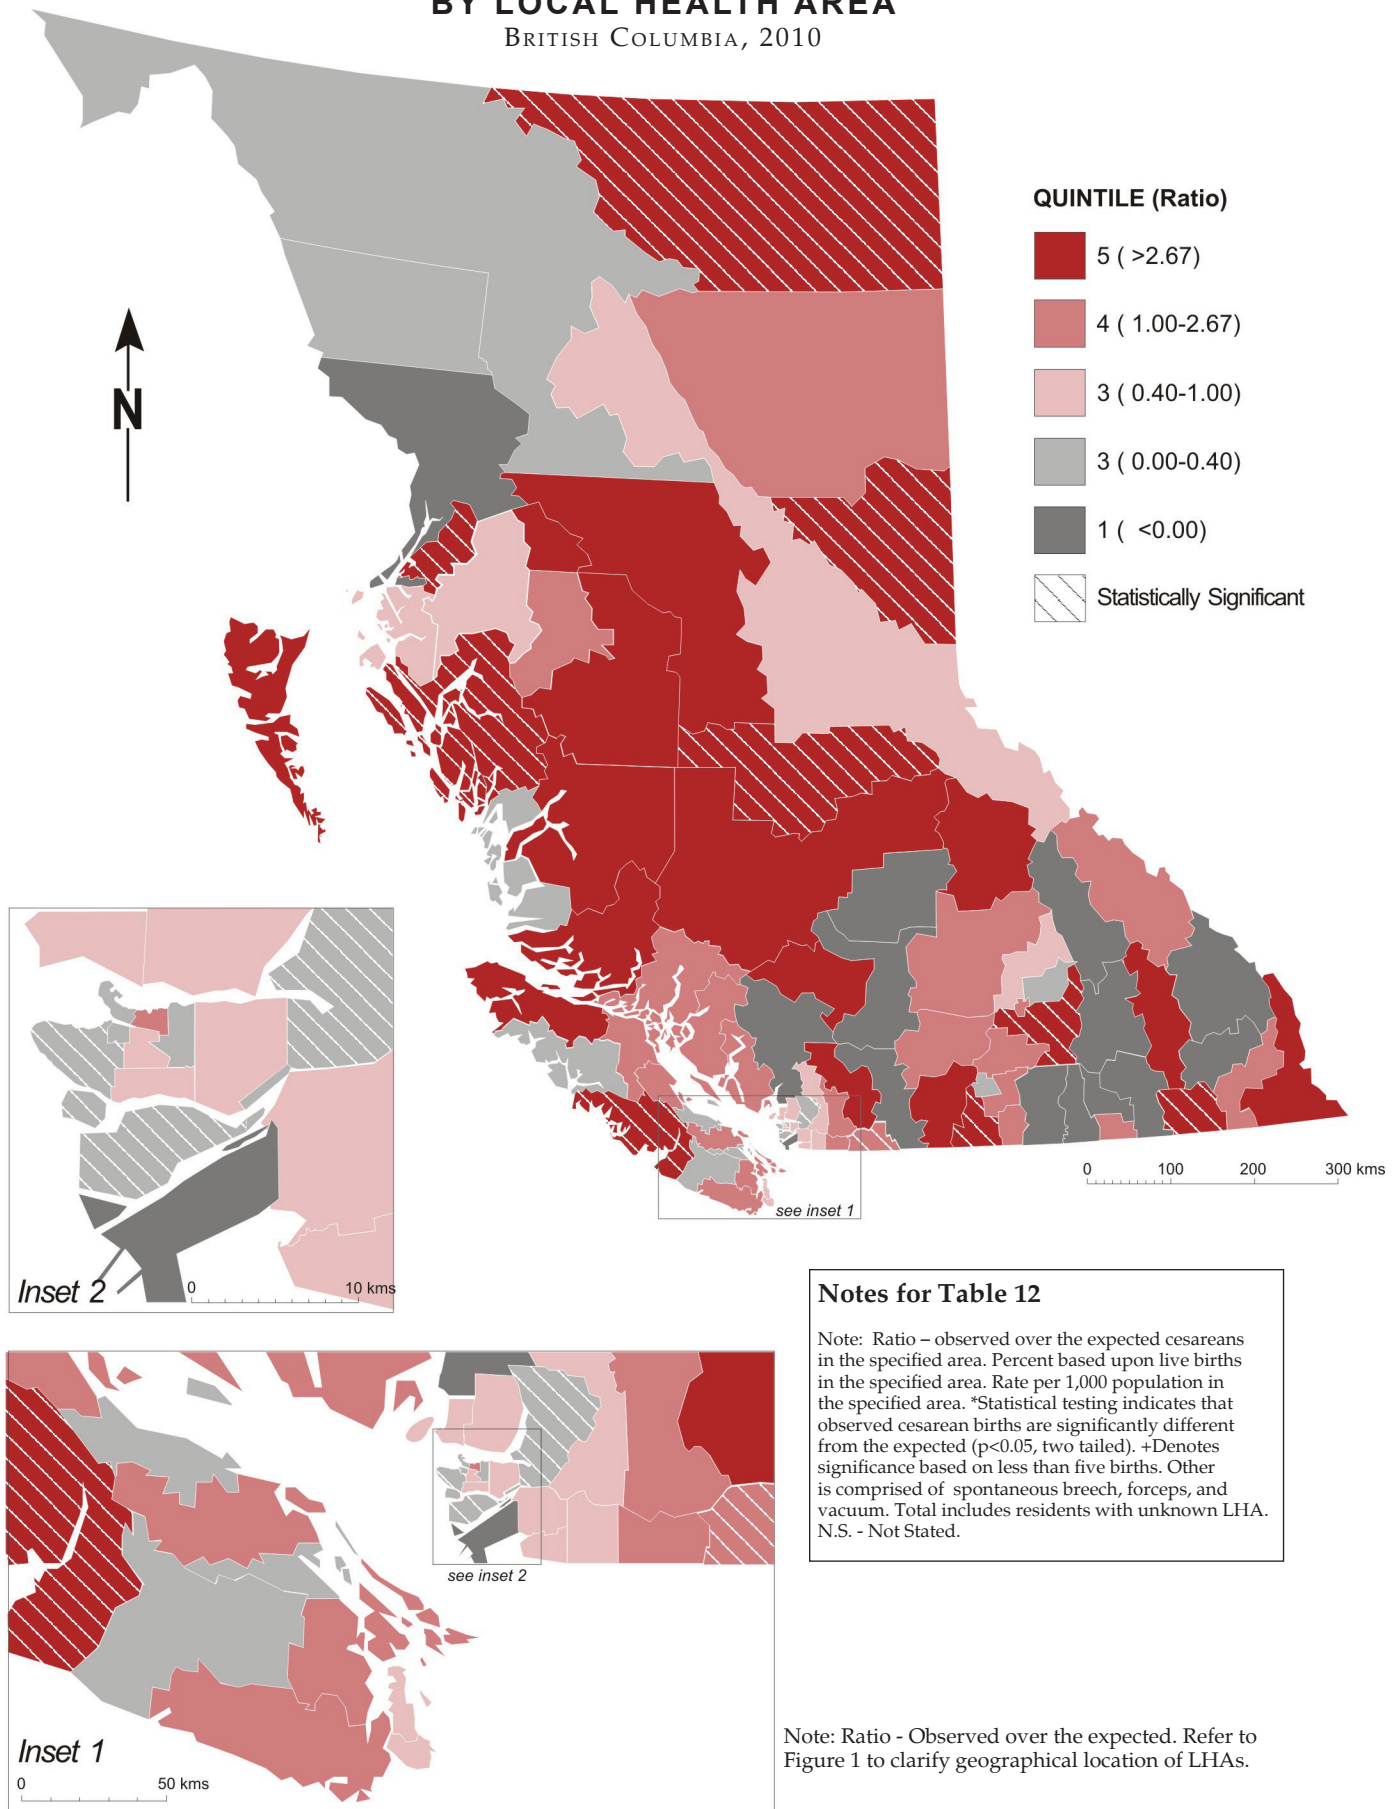 BY LOCAL HEALTH AREA
BRITISH COLUMBIA, 2010
QUINTILE (Ratio)
5 ( >2.67)
4 ( 1.00-2.67)
3 ( 0.40-1.00)
3 ( 0.00-0.40)
1 ( <0.00)
Statistically Significant
N
0 100 200 300 kms
see inset 1
Inset 2
0 10 kms
Notes for Table 12
Note: Ratio – observed over the expected cesareans
in the specified area. Percent based upon live births
in the specified area. Rate per 1,000 population in
the specified area. *Statistical testing indicates that
observed cesarean births are significantly different
from the expected (p<0.05, two tailed). +Denotes
significance based on less than five births. Other
is comprised of spontaneous breech, forceps, and
vacuum. Total includes residents with unknown LHA.
N.S. - Not Stated.
see inset 2
Inset 1
0 50 kms
Note: Ratio - Observed over the expected. Refer to
Figure 1 to clarify geographical location of LHAs.